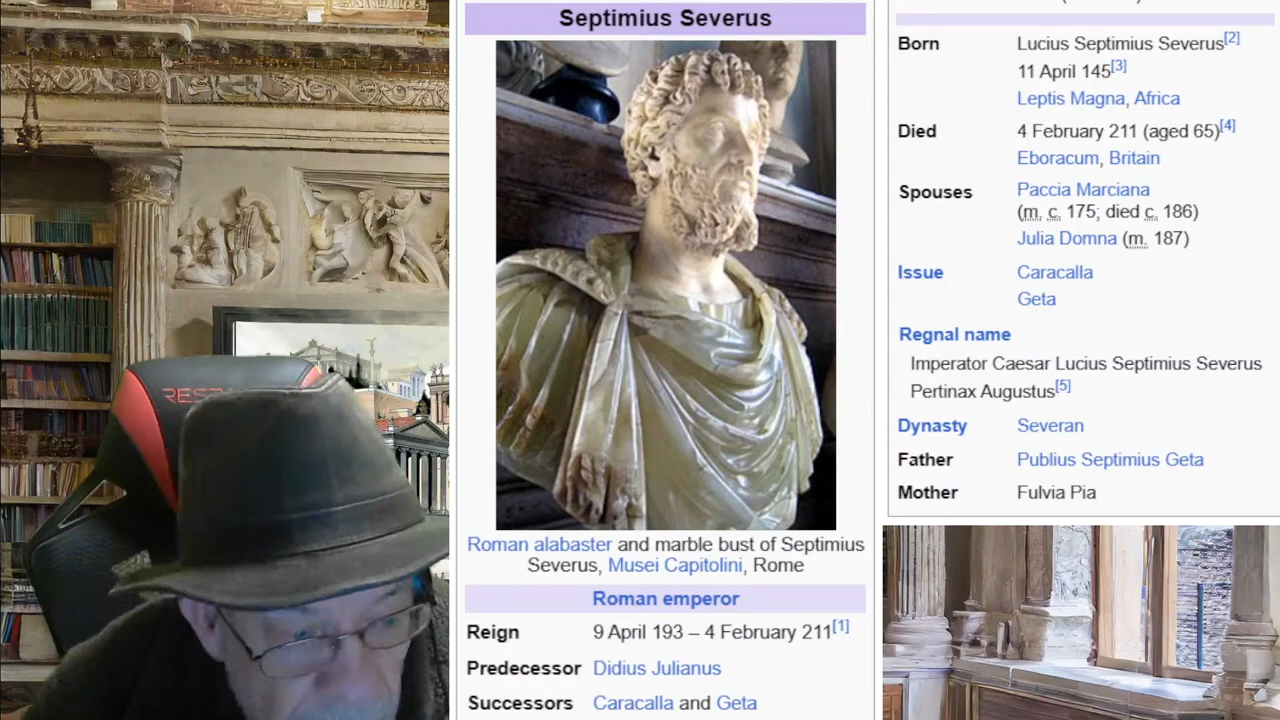 Septimius Severus
Roman alabaster and marble bust of Septimius
Severus, Musei Capitolini, Rome
Roman emperor
Reign 9 April 193 – 4 February 211[1]
Predecessor Didius Julianus
Successors Caracalla and Geta
Born Lucius Septimius Severus[2]
11 April 145[3]
Leptis Magna, Africa
Died 4 February 211 (aged 65)[4]
Eboracum, Britain
Spouses Paccia Marciana
(m. c. 175; died c. 186)
Julia Domna (m. 187)
Issue Caracalla
Geta
Regnal name
Imperator Caesar Lucius Septimius Severus
Pertinax Augustus[5]
Dynasty Severan
Father Publius Septimius Geta
Mother Fulvia Pia